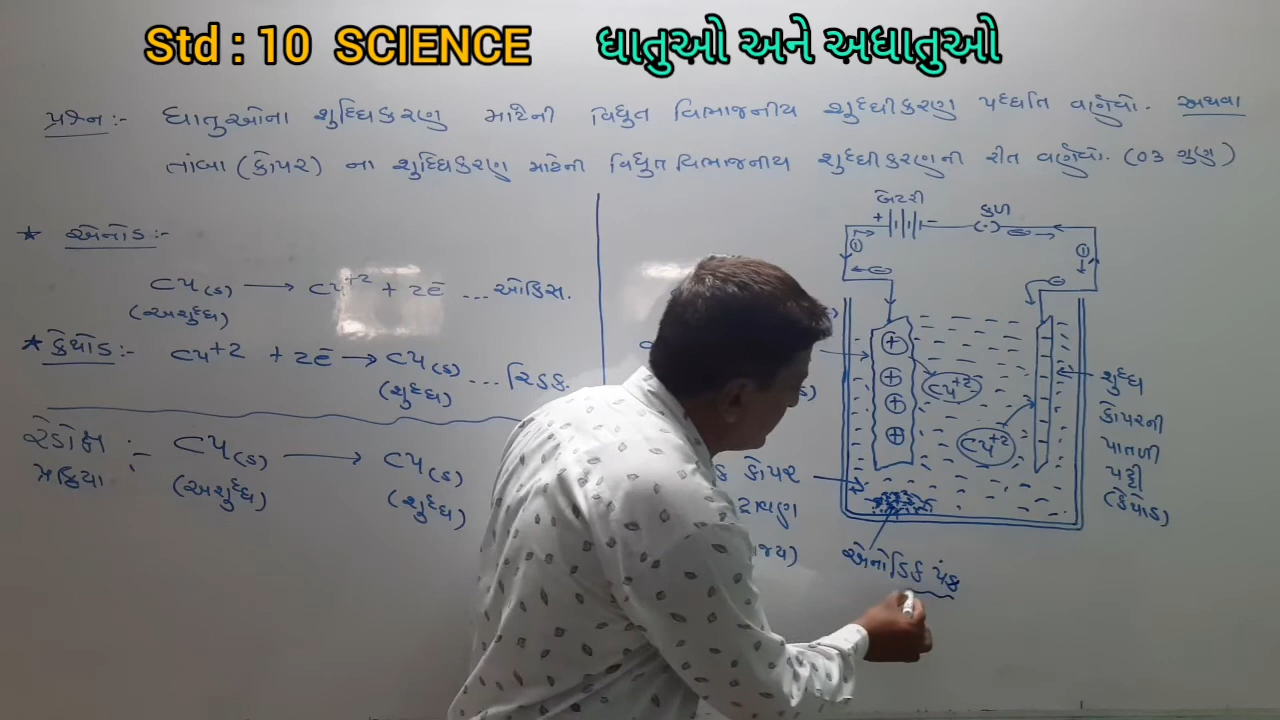 Std : 10 SCIENCE ધાતુઓ અને અધાતુઓ
પ્રશ્ન :- ધાતુઓના શુદ્ધિકરણ માટેની વિધુત વિભાજનીય શુદ્ધીકરણ પદ્ધતિ વર્ણવો. અથવા
તાંબા (કોપર) ના શુદ્ધિકરણ માટેની વિધુત વિભાજનીય શુદ્ધીકરણની રીત વર્ણવો. (03 ગુણ)
★ એનોડ :-
Cu(s) → Cu+2 + 2e- ... ઓક્સિ.
(અશુદ્ધ)
★ કેથોડ :- Cu+2 + 2e- → Cu(s) ... રિડક.
(શુદ્ધ)
રેડોક્ષ :- Cu(s) → Cu(s)
પ્રક્રિયા (અશુદ્ધ) (શુદ્ધ)
બેટરી
+ -
કળ
Cu+2
Cu+2
શુદ્ધ
કોપરની
પાતળી
પટ્ટી
(કેથોડ)
કોપર
એનોડિક પંક